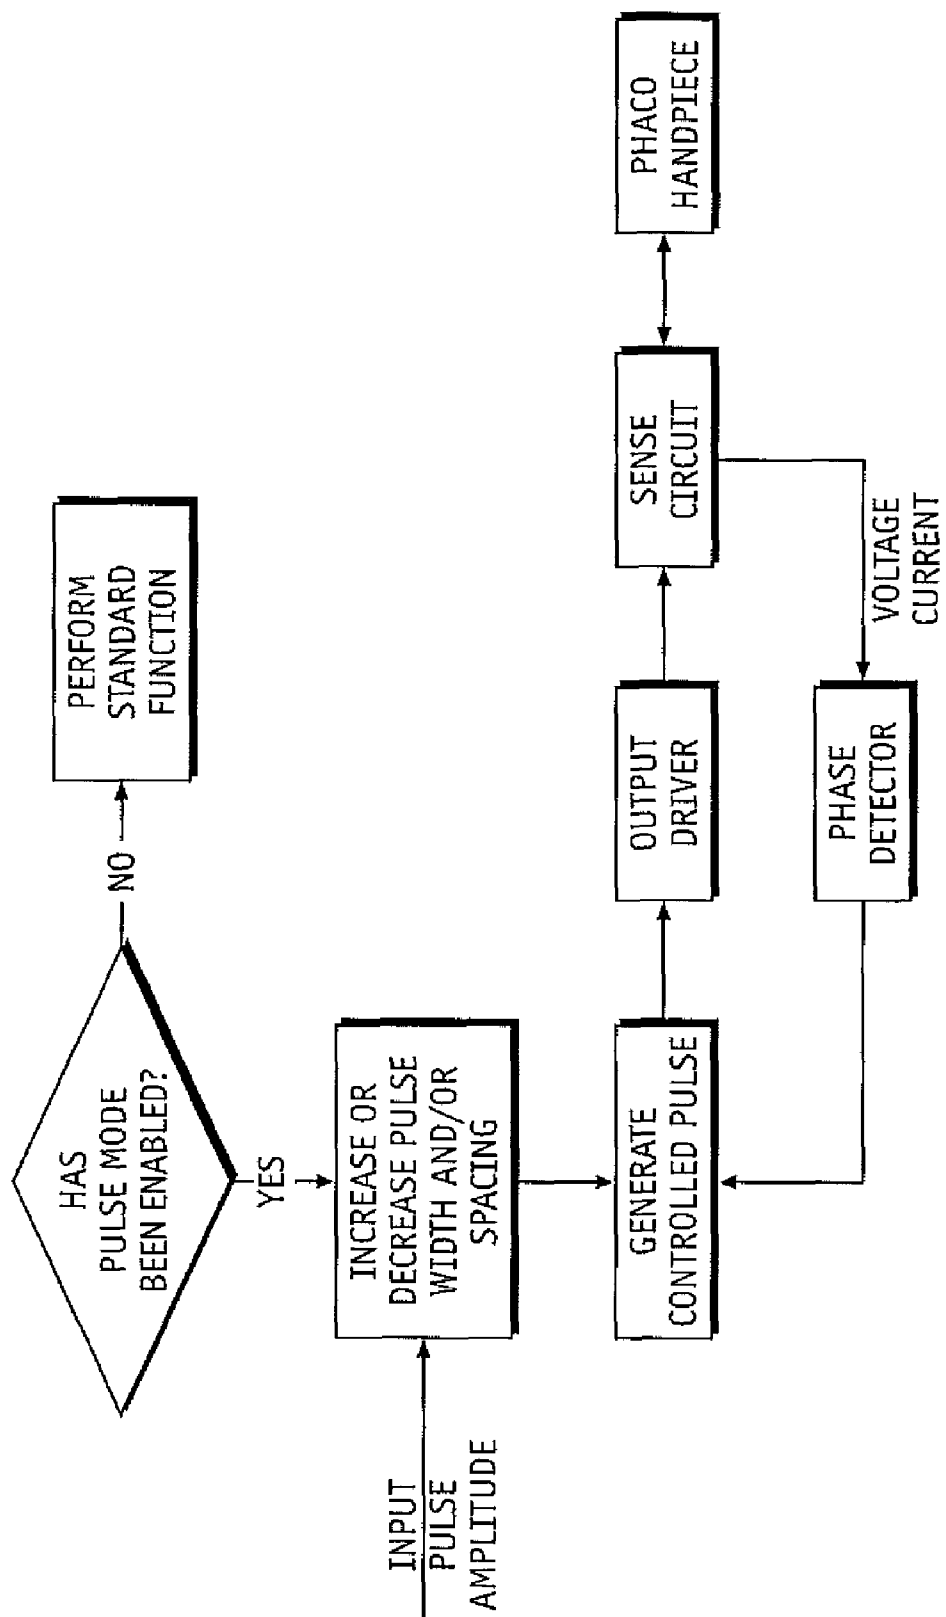 HAS
PULSE MODE
BEEN ENABLED?
NO
PERFORM
STANDARD
FUNCTION
YES
INPUT
PULSE
AMPLITUDE
INCREASE OR
DECREASE PULSE
WIDTH AND/OR
SPACING
GENERATE
CONTROLLED PULSE
OUTPUT
DRIVER
SENSE
CIRCUIT
PHACO
HANDPIECE
VOLTAGE
CURRENT
PHASE
DETECTOR